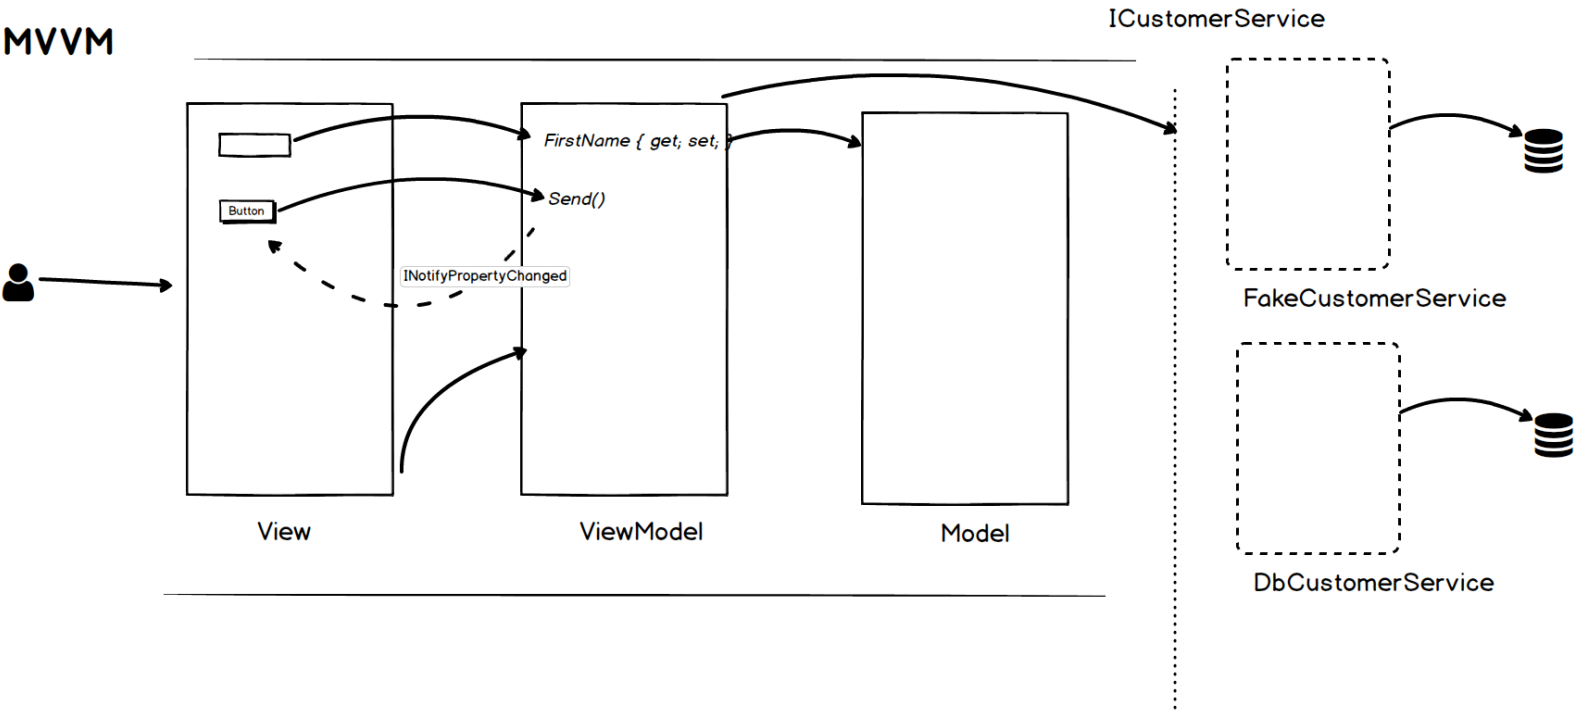 ICustomerService
MVVM
FirstName { get; set; }
Send()
Button
INotifyPropertyChanged
FakeCustomerService
View
ViewModel
Model
DbCustomerService